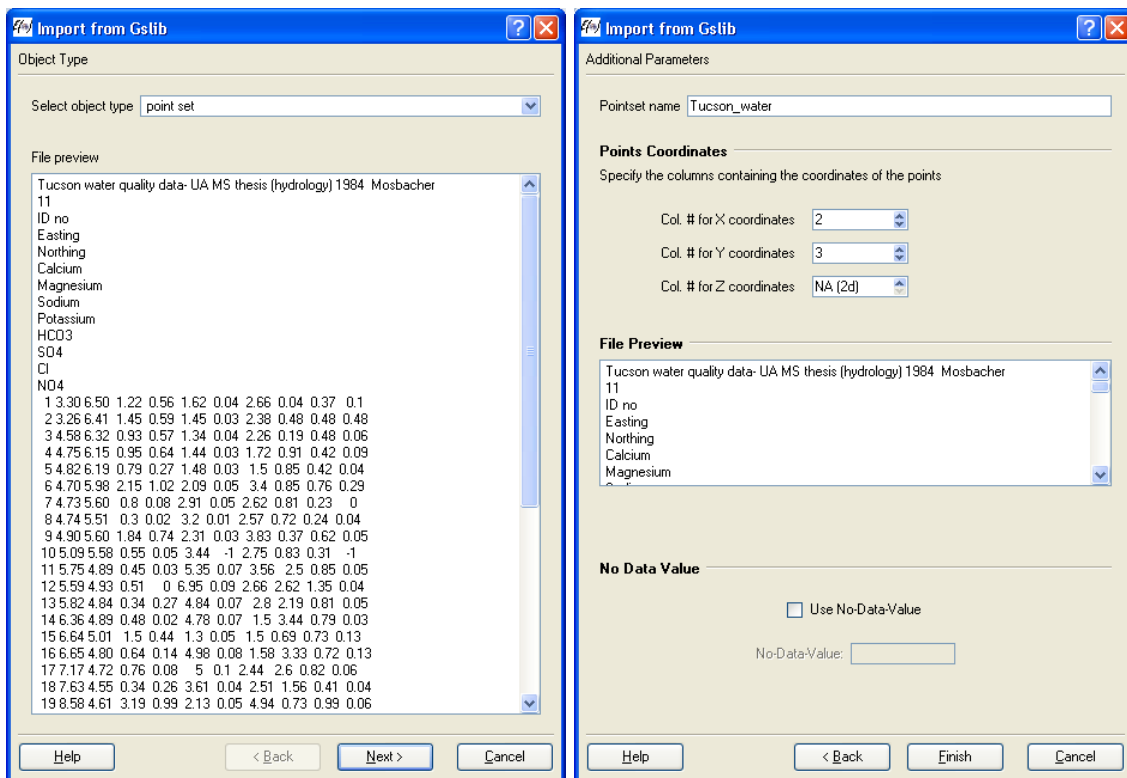 Import from Gslib
Object Type
Select object type point set
File preview
Tucson water quality data- UA MS thesis (hydrology) 1984 Mosbacher
11
ID no
Easting
Northing
Calcium
Magnesium
Sodium
Potassium
HCO3
SO4
Cl
NO4
1 3.30 6.50 1.22 0.56 1.62 0.04 2.66 0.04 0.37 0.1
2 3.26 6.41 1.45 0.59 1.45 0.03 2.38 0.48 0.48 0.48
3 4.58 6.32 0.93 0.57 1.34 0.04 2.26 0.19 0.48 0.06
4 4.75 6.15 0.95 0.64 1.44 0.03 1.72 0.91 0.42 0.09
5 4.82 6.19 0.79 0.27 1.48 0.03 1.5 0.85 0.42 0.04
6 4.70 5.98 2.15 1.02 2.09 0.05 3.4 0.85 0.76 0.29
7 4.73 5.60 0.8 0.08 2.91 0.05 2.62 0.81 0.23 0
8 4.74 5.51 0.3 0.02 3.2 0.01 2.57 0.72 0.24 0.04
9 4.90 5.60 1.84 0.74 2.31 0.03 3.83 0.37 0.62 0.05
10 5.09 5.58 0.55 0.05 3.44 -1 2.75 0.83 0.31 -1
11 5.75 4.89 0.45 0.03 5.35 0.07 3.56 2.5 0.85 0.05
12 5.59 4.93 0.51 0 6.95 0.09 2.66 2.62 1.35 0.04
13 5.82 4.84 0.34 0.27 4.84 0.07 2.8 2.19 0.81 0.05
14 6.36 4.89 0.48 0.02 4.78 0.07 1.5 3.44 0.79 0.03
15 6.64 5.01 1.5 0.44 1.3 0.05 1.5 0.69 0.73 0.13
16 6.65 4.80 0.64 0.14 4.98 0.08 1.58 3.33 0.72 0.13
17 7.17 4.72 0.76 0.08 5 0.1 2.44 2.6 0.82 0.06
18 7.63 4.55 0.34 0.26 3.61 0.04 2.51 1.56 0.41 0.04
19 8.58 4.61 3.19 0.99 2.13 0.05 4.94 0.73 0.99 0.06
Help < Back Next > Cancel
Import from Gslib
Additional Parameters
Pointset name Tucson_water
Points Coordinates
Specify the columns containing the coordinates of the points
Col. # for X coordinates 2
Col. # for Y coordinates 3
Col. # for Z coordinates NA (2d)
File Preview
Tucson water quality data- UA MS thesis (hydrology) 1984 Mosbacher
11
ID no
Easting
Northing
Calcium
Magnesium
No Data Value
Use No-Data-Value
No-Data-Value:
Help < Back Finish Cancel